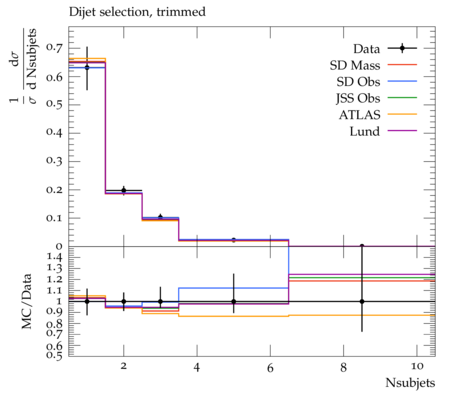 Dijet selection, trimmed
1/σ dσ/d Nsubjets
Data
SD Mass
SD Obs
JSS Obs
ATLAS
Lund
0.7
0.6
0.5
0.4
0.3
0.2
0.1
0
MC/Data
1.4
1.3
1.2
1.1
1
0.9
0.8
0.7
0.6
0.5
2 4 6 8 10
Nsubjets